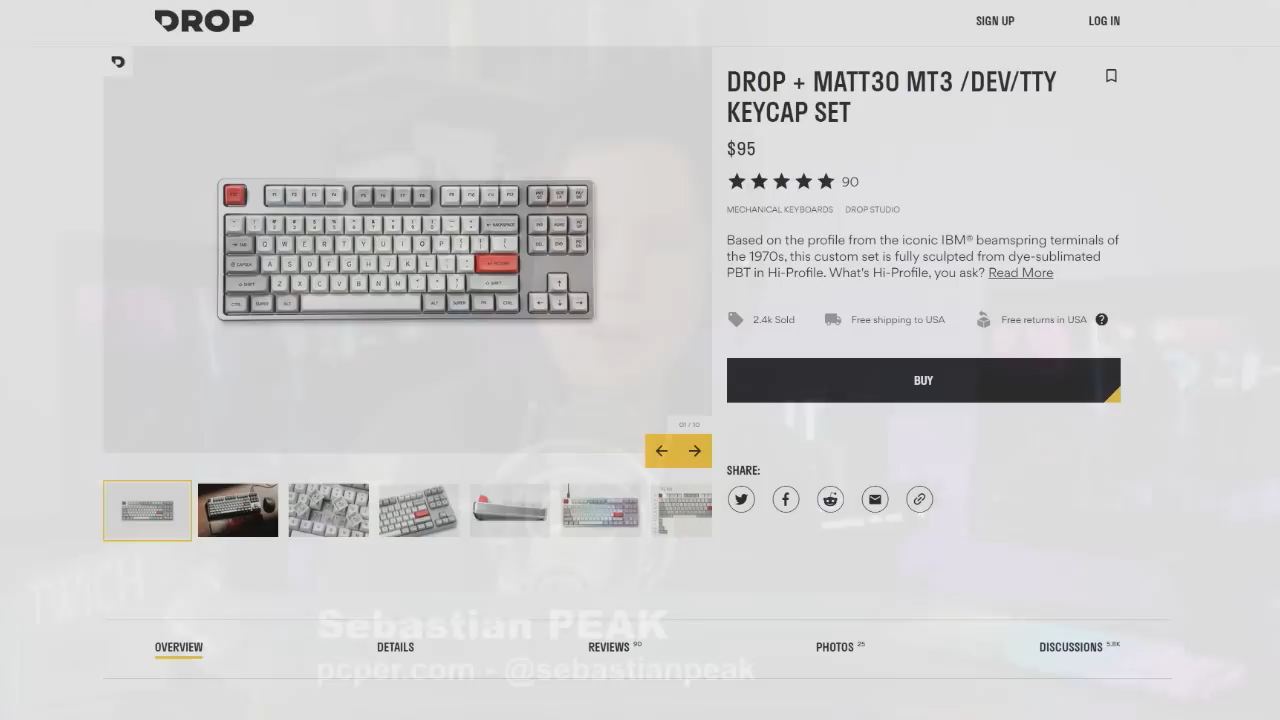 DROP
SIGN UP
LOG IN
DROP + MATT3O MT3 /DEV/TTY
KEYCAP SET
$95
90
MECHANICAL KEYBOARDS
DROP STUDIO
Based on the profile from the iconic IBM® beamspring terminals of
the 1970s, this custom set is fully sculpted from dye-sublimated
PBT in Hi-Profile. What's Hi-Profile, you ask? Read More
2.4k Sold
Free shipping to USA
Free returns in USA ?
BUY
01 / 10
SHARE:
TWICH
Sebastian PEAK
pcper.com - @sebastianpeak
OVERVIEW
DETAILS
REVIEWS 90
PHOTOS 25
DISCUSSIONS 5.8K